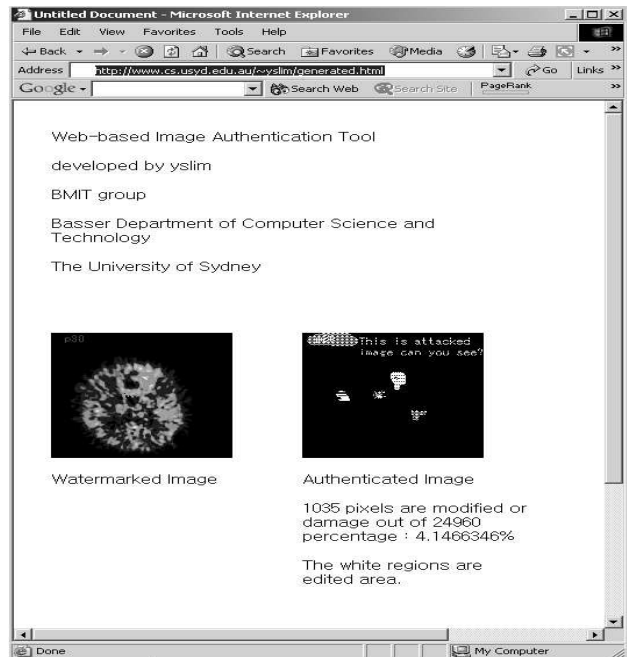 Untitled Document - Microsoft Internet Explorer
File Edit View Favorites Tools Help
Back Search Favorites Media
Address http://www.cs.usyd.edu.au/~yslim/generated.html Go Links »
Google Search Web Search Site PageRank »
Web-based Image Authentication Tool
developed by yslim
BMIT group
Basser Department of Computer Science and
Technology
The University of Sydney
p30
This is attacked
image can you see?
Watermarked Image
Authenticated Image
1035 pixels are modified or
damage out of 24960
percentage : 4.1466346%
The white regions are
edited area.
Done My Computer